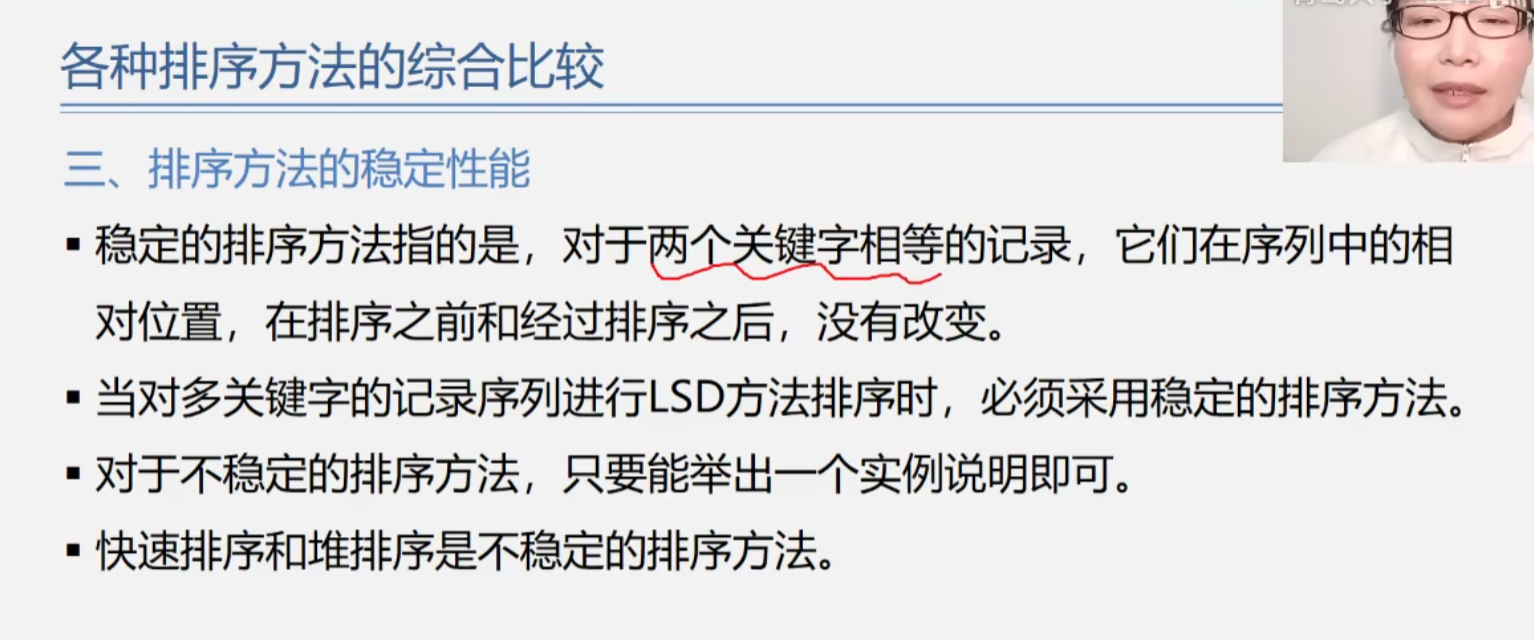 各种排序方法的综合比较
三、排序方法的稳定性能
▪ 稳定的排序方法指的是，对于两个关键字相等的记录，它们在序列中的相
对位置，在排序之前和经过排序之后，没有改变。
▪ 当对多关键字的记录序列进行LSD方法排序时，必须采用稳定的排序方法。
▪ 对于不稳定的排序方法，只要能举出一个实例说明即可。
▪ 快速排序和堆排序是不稳定的排序方法。